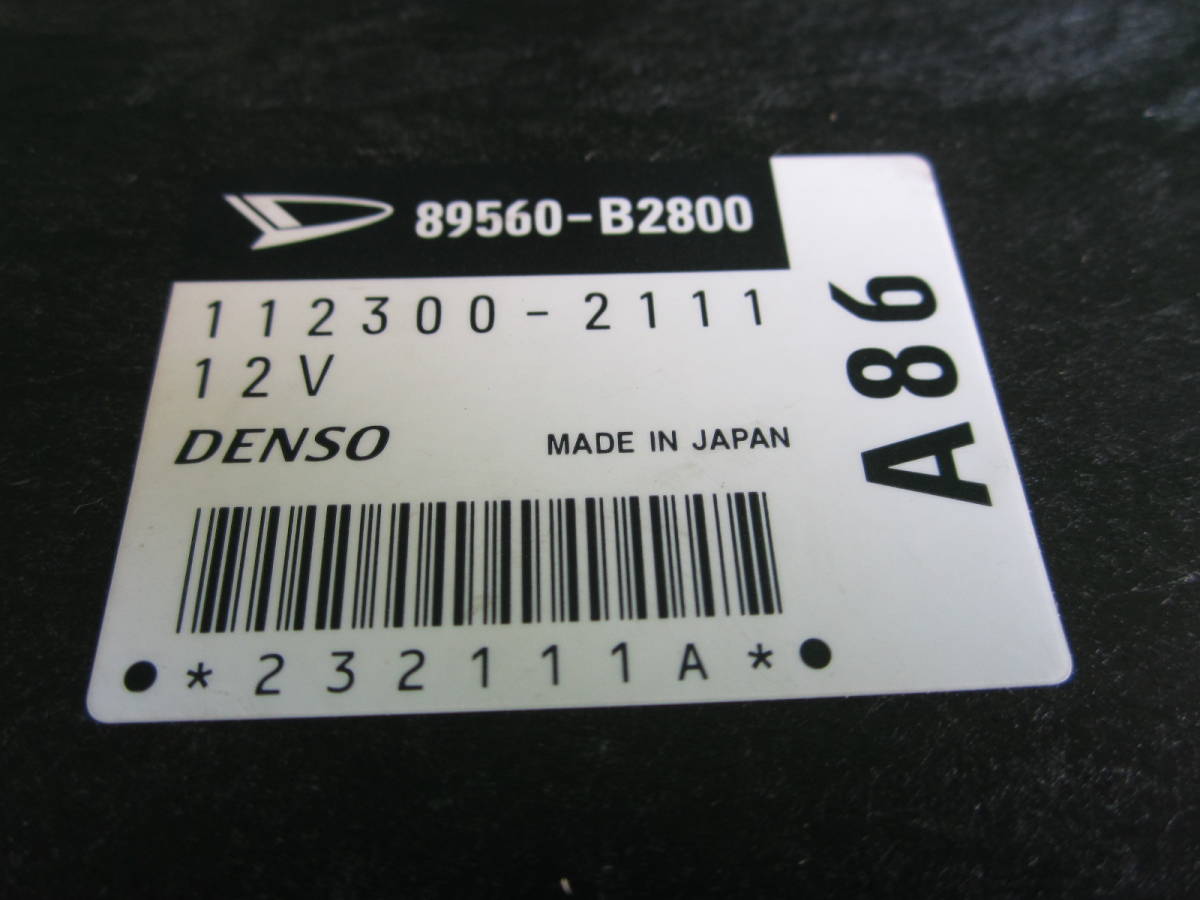 89560-B2800
112300-2111
12V
DENSO MADE IN JAPAN
*232111A*
A86